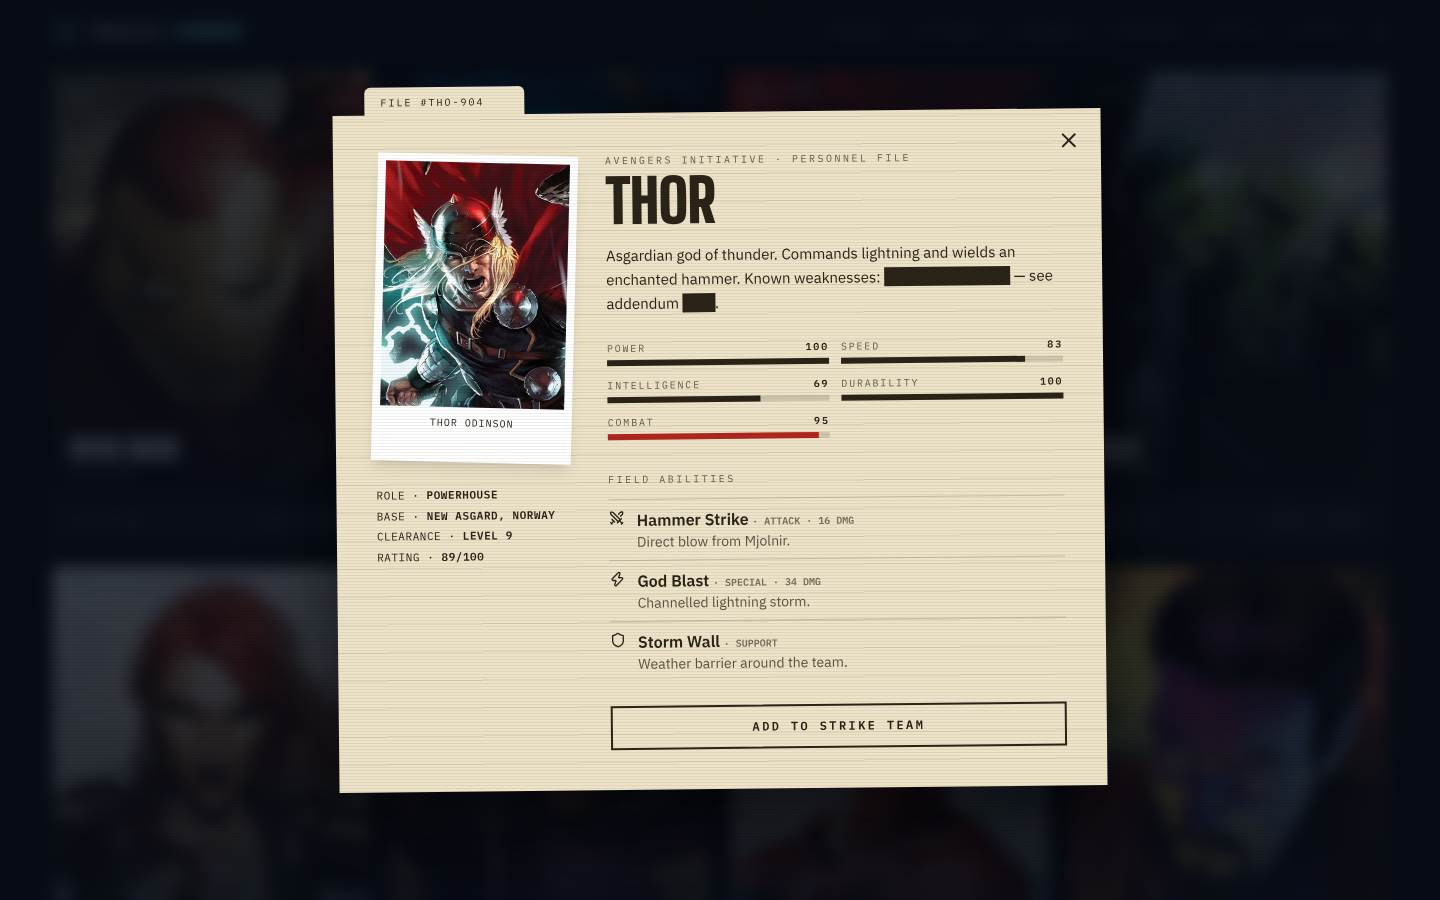 FILE #THO-904
AVENGERS INITIATIVE · PERSONNEL FILE
THOR
Asgardian god of thunder. Commands lightning and wields an
enchanted hammer. Known weaknesses: — see
addendum .
POWER 100
SPEED 83
INTELLIGENCE 69
DURABILITY 100
COMBAT 95
THOR ODINSON
ROLE · POWERHOUSE
BASE · NEW ASGARD, NORWAY
CLEARANCE · LEVEL 9
RATING · 89/100
FIELD ABILITIES
Hammer Strike · ATTACK · 16 DMG
Direct blow from Mjolnir.
God Blast · SPECIAL · 34 DMG
Channelled lightning storm.
Storm Wall · SUPPORT
Weather barrier around the team.
ADD TO STRIKE TEAM